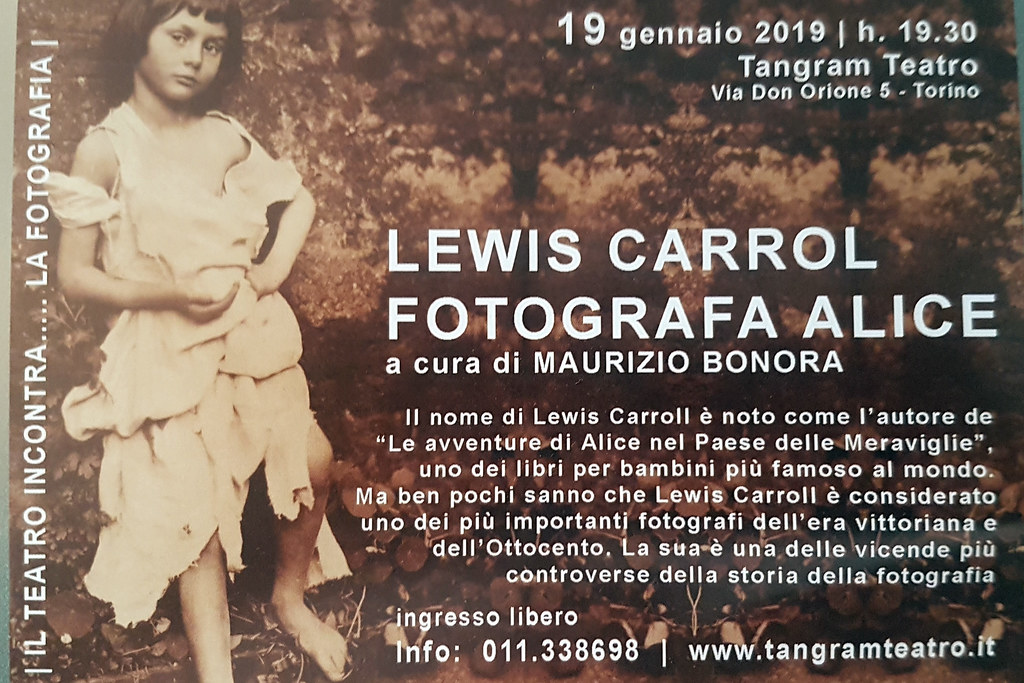 19 gennaio 2019 | h. 19.30
Tangram Teatro
Via Don Orione 5 - Torino
| IL TEATRO INCONTRA..... LA FOTOGRAFIA |
LEWIS CARROL
FOTOGRAFA ALICE
a cura di MAURIZIO BONORA
Il nome di Lewis Carroll è noto come l'autore de
“Le avventure di Alice nel Paese delle Meraviglie”,
uno dei libri per bambini più famoso al mondo.
Ma ben pochi sanno che Lewis Carroll è considerato
uno dei più importanti fotografi dell'era vittoriana e
dell'Ottocento. La sua è una delle vicende più
controverse della storia della fotografia
ingresso libero
Info: 011.338698 | www.tangramteatro.it